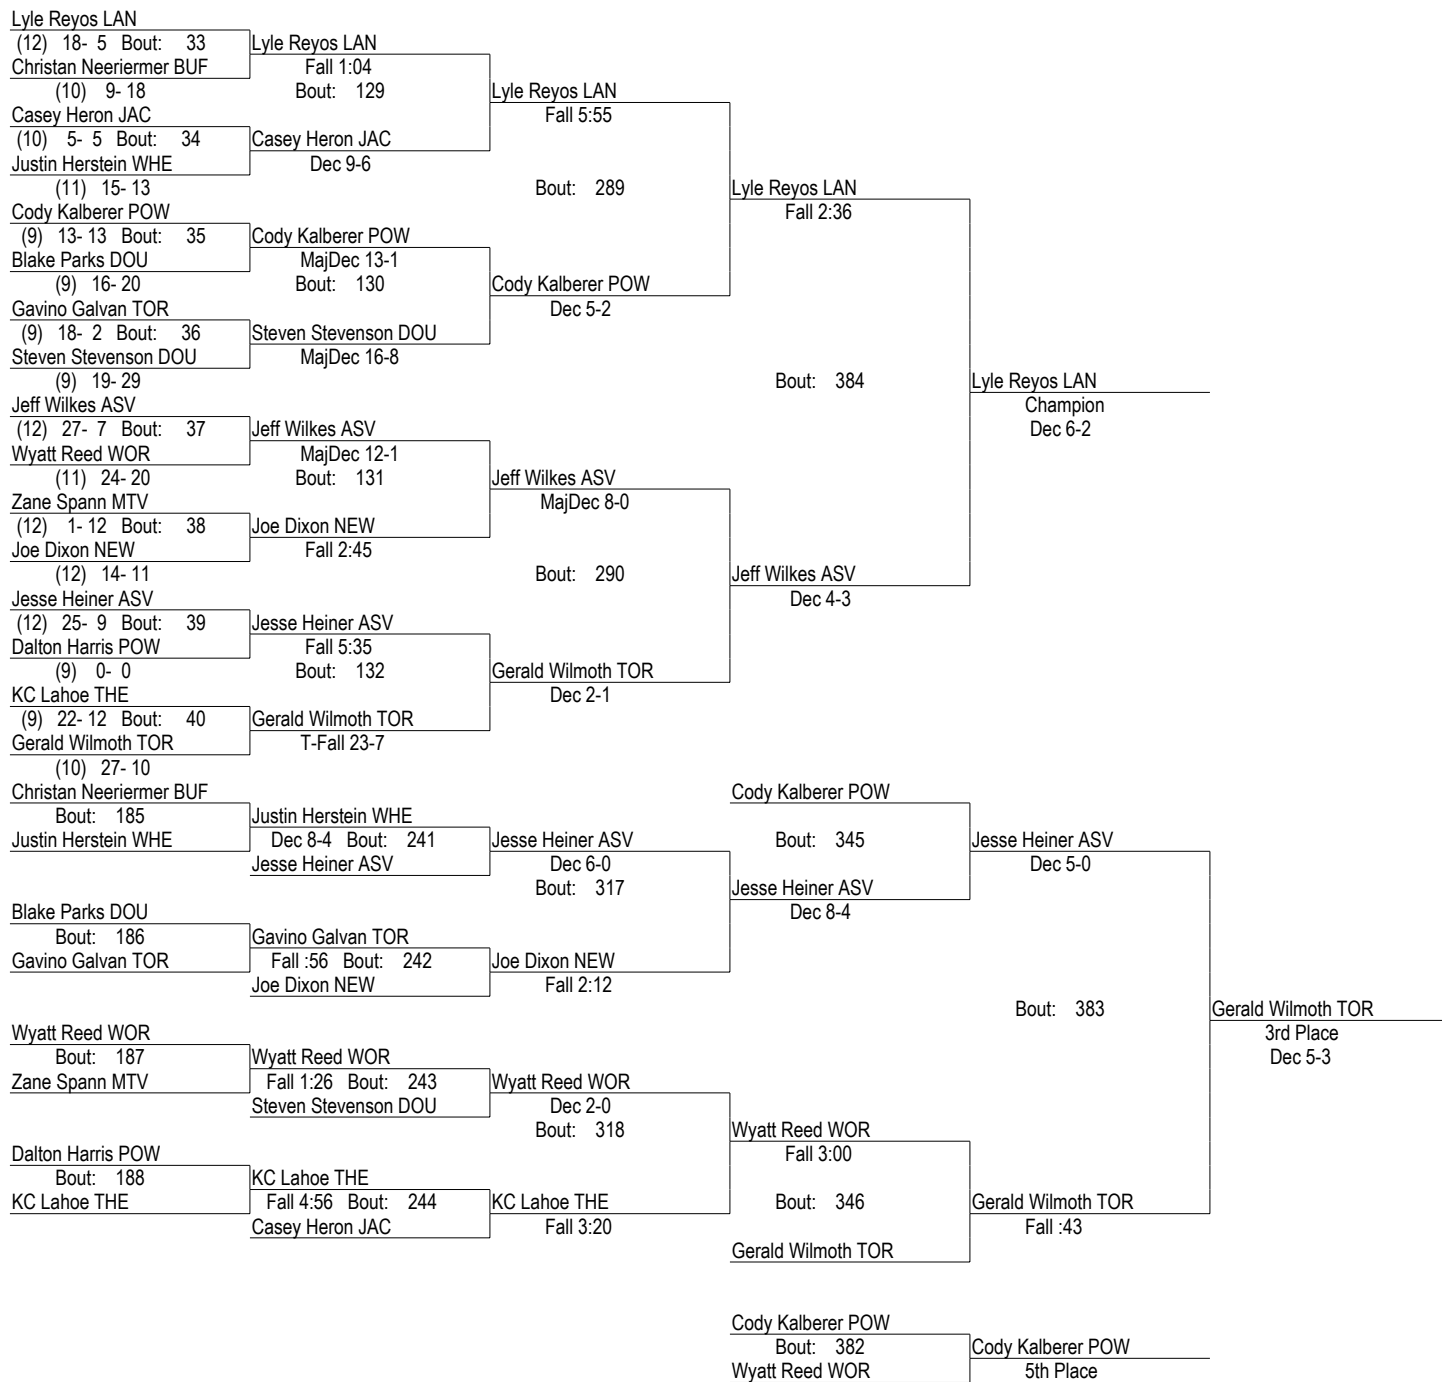 Lyle Reyos LAN
(12) 18- 5 Bout: 33 Lyle Reyos LAN
Christan Neeriermer BUF Fall 1:04
(10) 9- 18 Bout: 129 Lyle Reyos LAN
Casey Heron JAC Fall 5:55
(10) 5- 5 Bout: 34 Casey Heron JAC
Justin Herstein WHE Dec 9-6
(11) 15- 13 Bout: 289 Lyle Reyos LAN
Cody Kalberer POW Fall 2:36
(9) 13- 13 Bout: 35 Cody Kalberer POW
Blake Parks DOU MajDec 13-1
(9) 16- 20 Bout: 130 Cody Kalberer POW
Gavino Galvan TOR Dec 5-2
(9) 18- 2 Bout: 36 Steven Stevenson DOU
Steven Stevenson DOU MajDec 16-8
(9) 19- 29 Bout: 384 Lyle Reyos LAN
Jeff Wilkes ASV Champion
(12) 27- 7 Bout: 37 Jeff Wilkes ASV Dec 6-2
Wyatt Reed WOR MajDec 12-1
(11) 24- 20 Bout: 131 Jeff Wilkes ASV
Zane Spann MTV MajDec 8-0
(12) 1- 12 Bout: 38 Joe Dixon NEW
Joe Dixon NEW Fall 2:45
(12) 14- 11 Bout: 290 Jeff Wilkes ASV
Jesse Heiner ASV Dec 4-3
(12) 25- 9 Bout: 39 Jesse Heiner ASV
Dalton Harris POW Fall 5:35
(9) 0- 0 Bout: 132 Gerald Wilmoth TOR
KC Lahoe THE Dec 2-1
(9) 22- 12 Bout: 40 Gerald Wilmoth TOR
Gerald Wilmoth TOR T-Fall 23-7
(10) 27- 10
Christan Neeriermer BUF Cody Kalberer POW
Bout: 185 Justin Herstein WHE
Justin Herstein WHE Dec 8-4 Bout: 241 Jesse Heiner ASV Bout: 345 Jesse Heiner ASV
Jesse Heiner ASV Dec 6-0 Dec 5-0
Bout: 317 Jesse Heiner ASV
Blake Parks DOU Dec 8-4
Bout: 186 Gavino Galvan TOR
Gavino Galvan TOR Fall :56 Bout: 242 Joe Dixon NEW
Joe Dixon NEW Fall 2:12
Bout: 383 Gerald Wilmoth TOR
Wyatt Reed WOR 3rd Place
Bout: 187 Wyatt Reed WOR Dec 5-3
Zane Spann MTV Fall 1:26 Bout: 243 Wyatt Reed WOR
Steven Stevenson DOU Dec 2-0
Bout: 318 Wyatt Reed WOR
Dalton Harris POW Fall 3:00
Bout: 188 KC Lahoe THE
KC Lahoe THE Fall 4:56 Bout: 244 KC Lahoe THE Bout: 346 Gerald Wilmoth TOR
Casey Heron JAC Fall 3:20 Fall :43
Gerald Wilmoth TOR
Cody Kalberer POW
Bout: 382 Cody Kalberer POW
Wyatt Reed WOR 5th Place